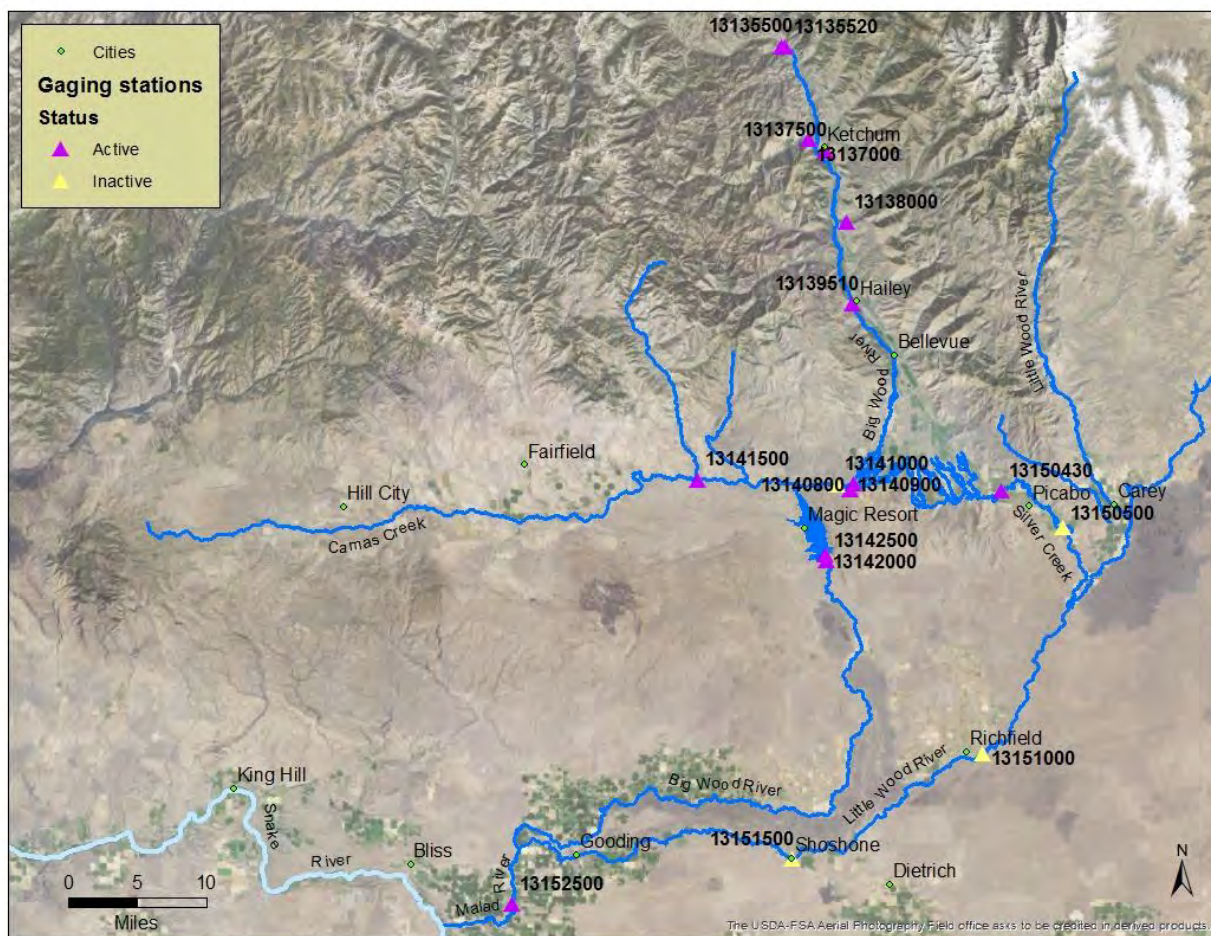 Cities
Gaging stations
Status
Active
Inactive
13135500 13135520
13137500
Ketchum
13137000
13138000
13139510
Hailey
Bellevue
Big Wood River
Little Wood River
Fairfield
Hill City
Camas Creek
13141500
13141000
13140800
13140900
Magic Resort
13142500
13142000
13150430
Picabo
13150500
Carey
Silver Creek
Richfield
13151000
Little Wood River
Big Wood River
13151500
Shoshone
Dietrich
Gooding
King Hill
Snake River
Bliss
13152500
Malad River
0 5 10
Miles
N
The USDA-FSA Aerial Photography Field office asks to be credited in derived products